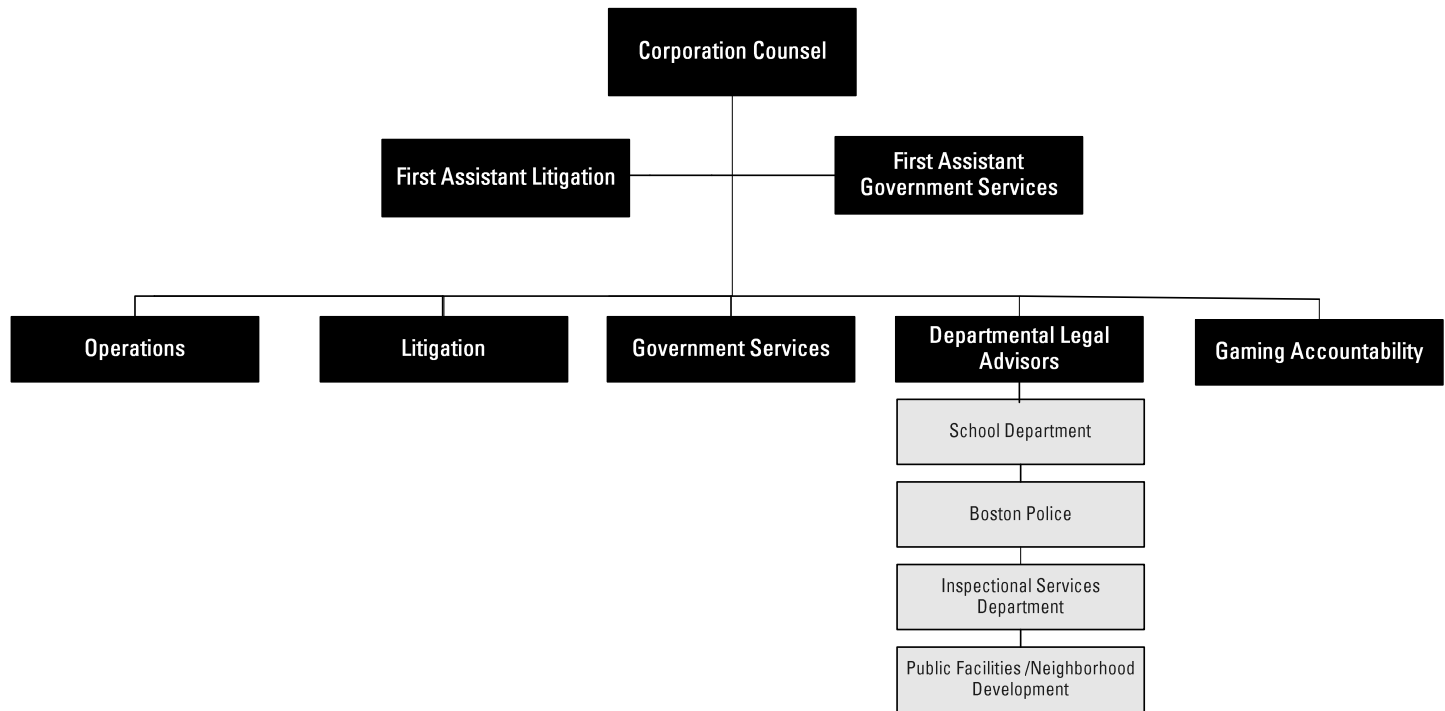 Corporation Counsel
First Assistant Litigation
First Assistant
Government Services
Operations
Litigation
Government Services
Departmental Legal
Advisors
Gaming Accountability
School Department
Boston Police
Inspectional Services
Department
Public Facilities /Neighborhood
Development